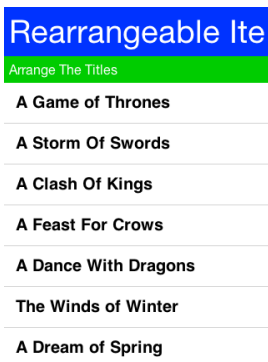 Rearrangeable Ite
Arrange The Titles
A Game of Thrones
A Storm Of Swords
A Clash Of Kings
A Feast For Crows
A Dance With Dragons
The Winds of Winter
A Dream of Spring